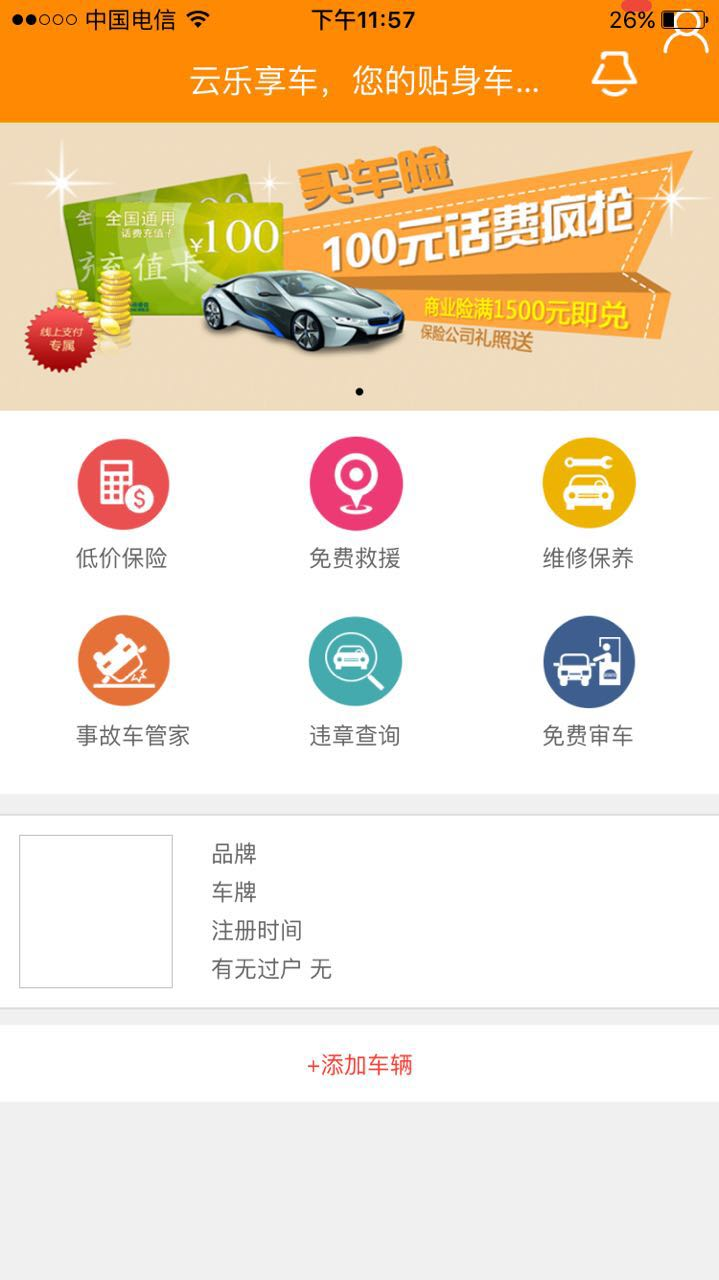 中国电信
下午11:57
26%
云乐享车，您的贴身车...
买车险
100元话费疯抢
商业险满1500元即兑
保险公司礼照送
全国通用
话费充值卡
¥100
充值卡
线上支付
专属
低价保险
免费救援
维修保养
事故车管家
违章查询
免费审车
品牌
车牌
注册时间
有无过户 无
+添加车辆